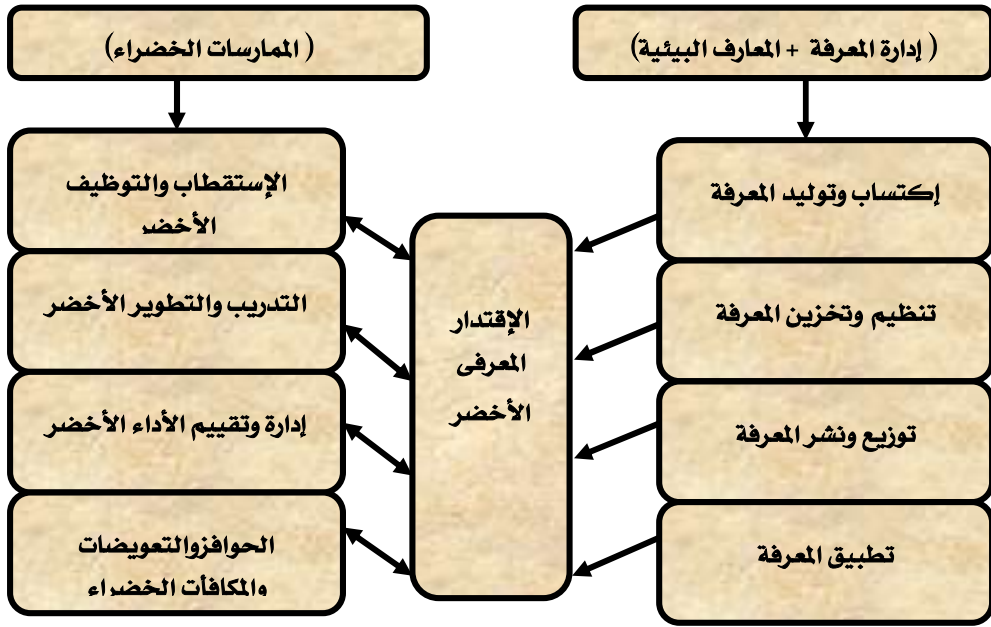 ( إدارة المعرفة + المعارف البيئية)
إكتساب وتوليد المعرفة
تنظيم وتخزين المعرفة
توزيع ونشر المعرفة
تطبيق المعرفة
الإقتدار
المعرفى
الأخضر
( الممارسات الخضراء)
الإستقطاب والتوظيف
الأخضر
التدريب والتطوير الأخضر
إدارة وتقييم الأداء الأخضر
الحوافزوالتعويضات
والمكافأت الخضراء